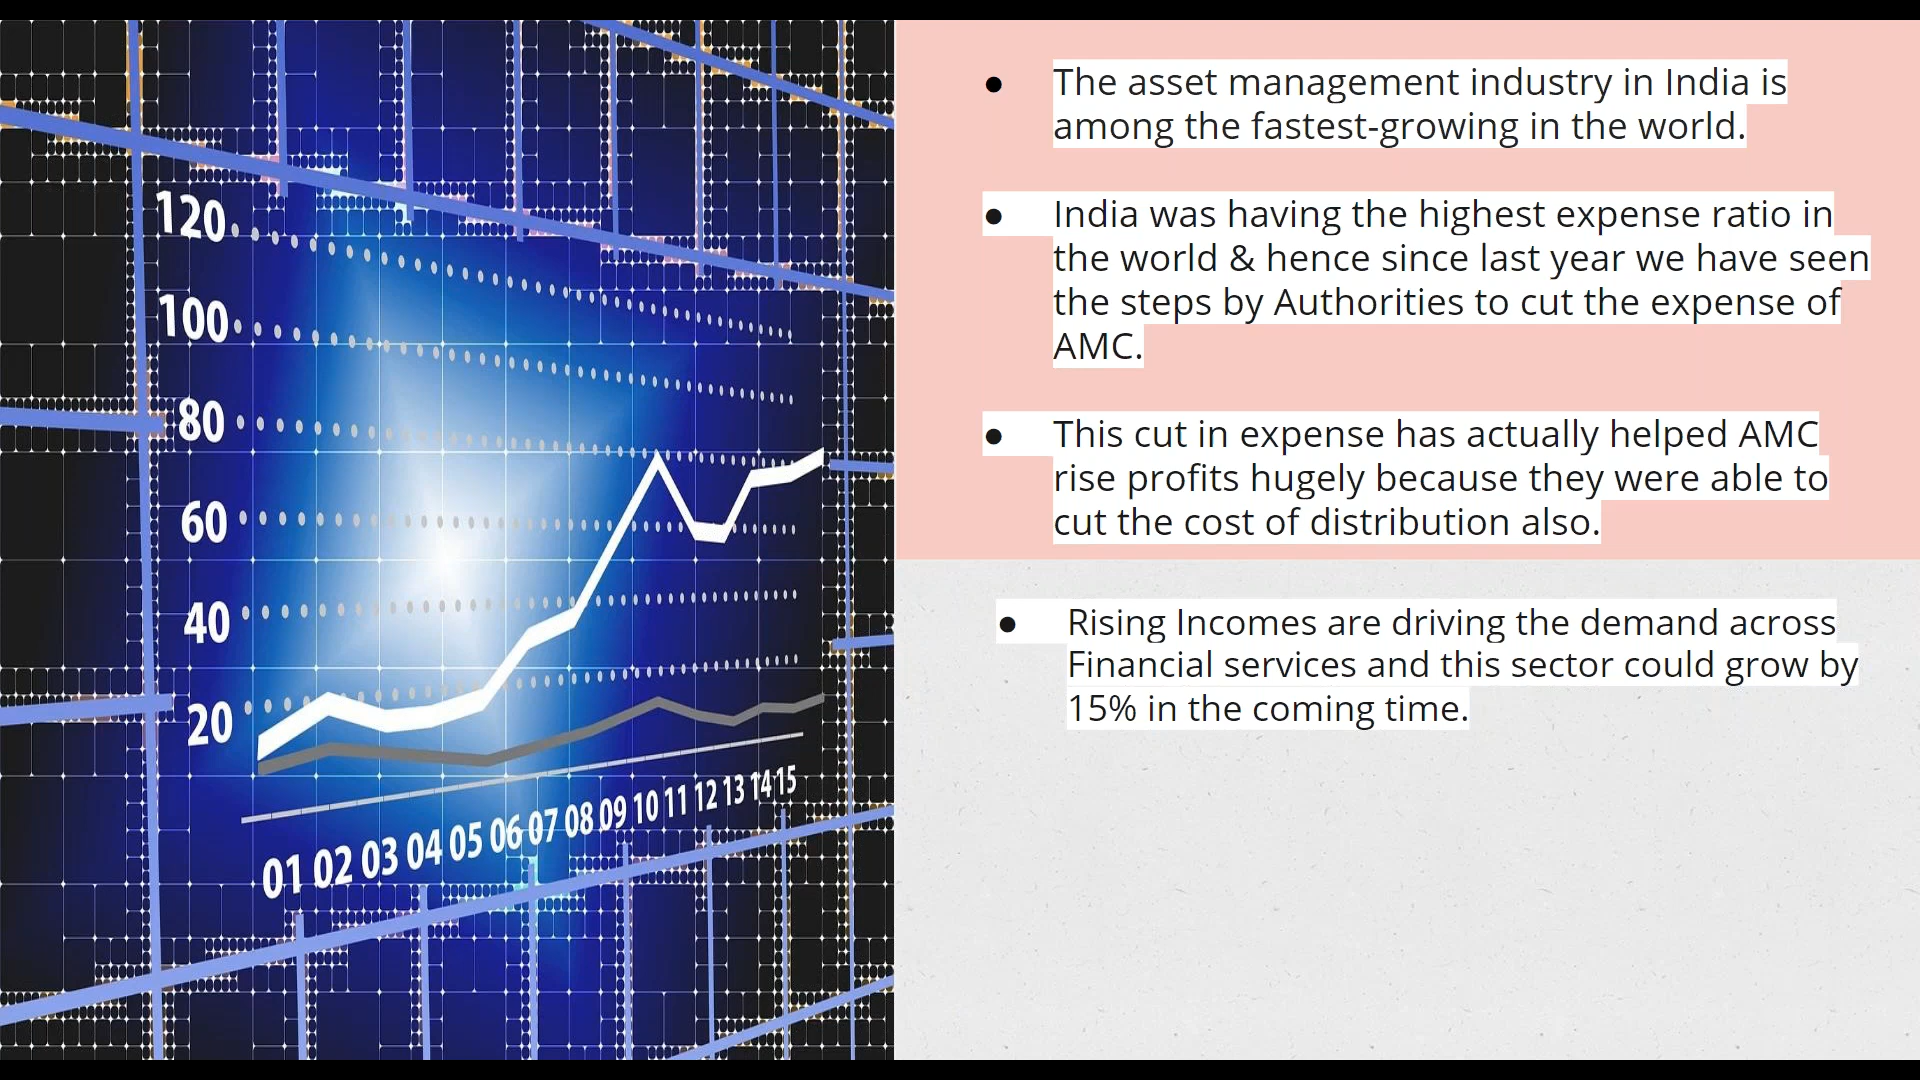 120
100
80
60
40
20
01 02 03 04 05 06 07 08 09 10 11 12 13 14 15
● The asset management industry in India is
among the fastest-growing in the world.
● India was having the highest expense ratio in
the world & hence since last year we have seen
the steps by Authorities to cut the expense of
AMC.
● This cut in expense has actually helped AMC
rise profits hugely because they were able to
cut the cost of distribution also.
● Rising Incomes are driving the demand across
Financial services and this sector could grow by
15% in the coming time.